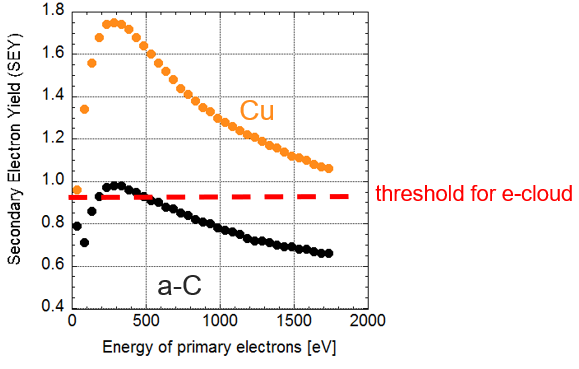 1.8
1.6
1.4
1.2
1.0
0.8
0.6
0.4
Secondary Electron Yield (SEY)
Cu
threshold for e-cloud
a-C
0 500 1000 1500 2000
Energy of primary electrons [eV]